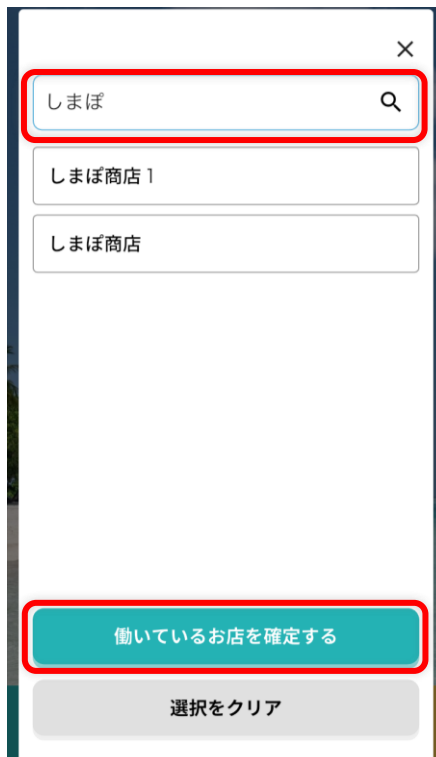 しまぽ
しまぽ商店1
しまぽ商店
働いているお店を確定する
選択をクリア